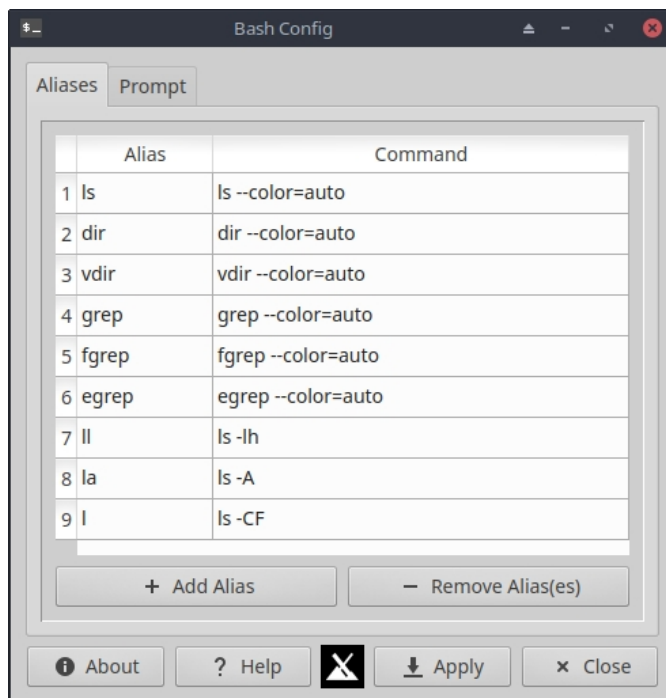 $_ Bash Config
Aliases Prompt
Alias Command
1 ls ls --color=auto
2 dir dir --color=auto
3 vdir vdir --color=auto
4 grep grep --color=auto
5 fgrep fgrep --color=auto
6 egrep egrep --color=auto
7 ll ls -lh
8 la ls -A
9 l ls -CF
+ Add Alias − Remove Alias(es)
About ? Help Apply × Close